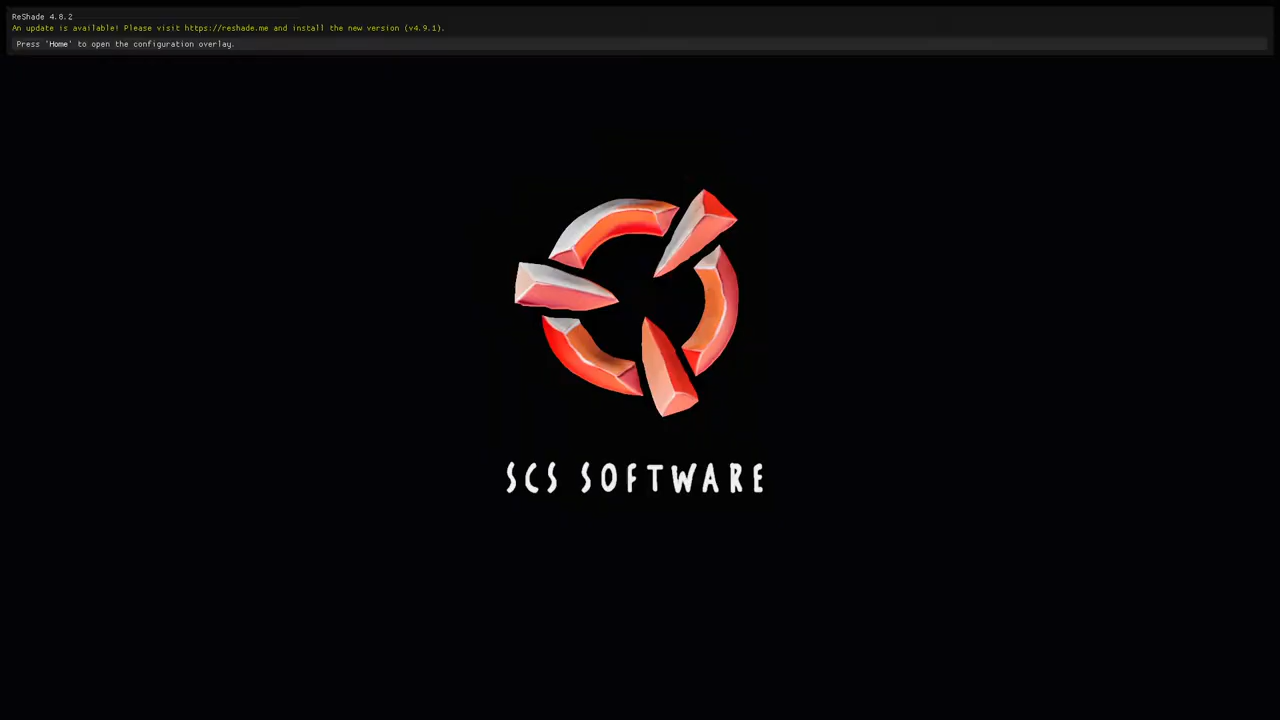 ReShade 4.8.2
An update is available! Please visit https://reshade.me and install the new version (v4.9.1).
Press 'Home' to open the configuration overlay.
SCS SOFTWARE